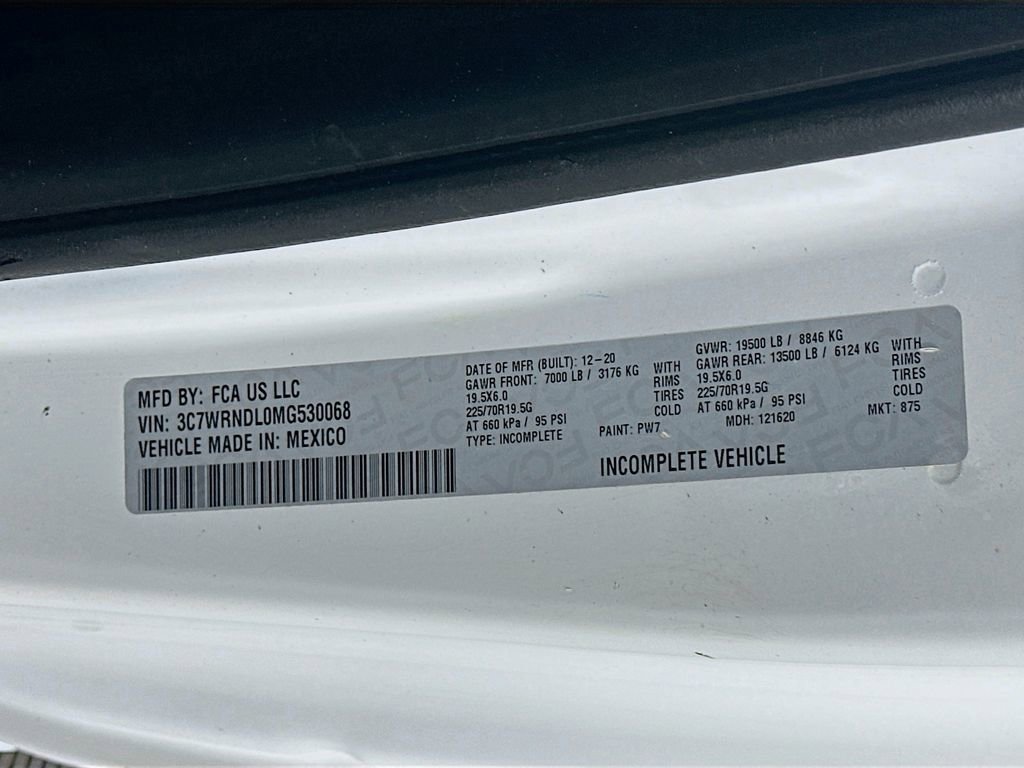 MFD BY: FCA US LLC
VIN: 3C7WRNDL0MG530068
VEHICLE MADE IN: MEXICO
DATE OF MFR (BUILT): 12-20
GAWR FRONT: 7000 LB / 3176 KG WITH
19.5X6.0 RIMS
225/70R19.5G TIRES
AT 660 kPa / 95 PSI COLD
TYPE: INCOMPLETE
GVWR: 19500 LB / 8846 KG
GAWR REAR: 13500 LB / 6124 KG WITH
19.5X6.0 RIMS
225/70R19.5G TIRES
AT 660 kPa / 95 PSI COLD
PAINT: PW7 MDH: 121620 MKT: 875
INCOMPLETE VEHICLE